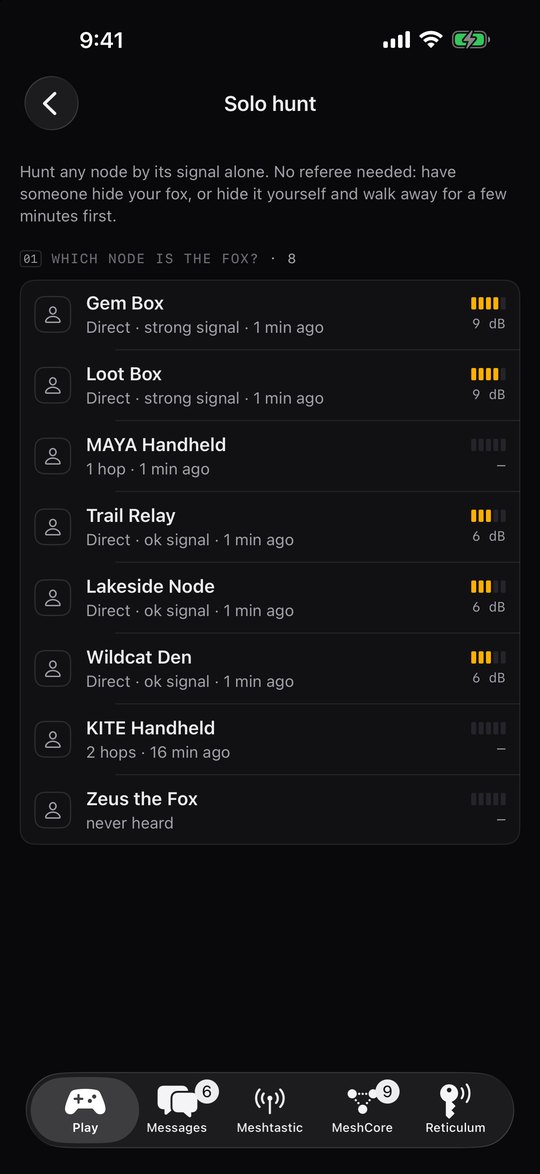 9:41
Solo hunt
Hunt any node by its signal alone. No referee needed: have
someone hide your fox, or hide it yourself and walk away for a few
minutes first.
01 WHICH NODE IS THE FOX? · 8
Gem Box
Direct · strong signal · 1 min ago
9 dB
Loot Box
Direct · strong signal · 1 min ago
9 dB
MAYA Handheld
1 hop · 1 min ago
–
Trail Relay
Direct · ok signal · 1 min ago
6 dB
Lakeside Node
Direct · ok signal · 1 min ago
6 dB
Wildcat Den
Direct · ok signal · 1 min ago
6 dB
KITE Handheld
2 hops · 16 min ago
–
Zeus the Fox
never heard
–
Play
6
Messages
Meshtastic
9
MeshCore
Reticulum